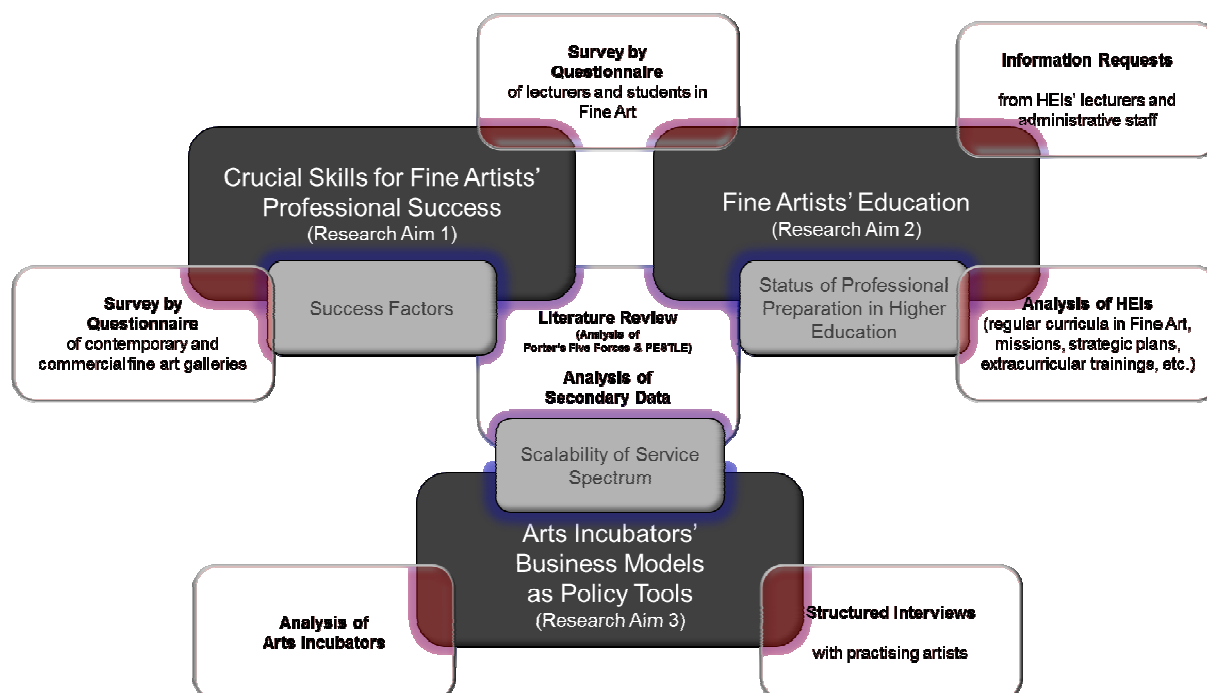 Survey by
Questionnaire
of lecturers and students in
Fine Art
Information Requests
from HEIs' lecturers and
administrative staff
Crucial Skills for Fine Artists'
Professional Success
(Research Aim 1)
Fine Artists' Education
(Research Aim 2)
Survey by
Questionnaire
of contemporary and
commercial fine art galleries
Success Factors
Literature Review
(Analysis of
Porter's Five Forces & PESTLE)
Analysis of
Secondary Data
Status of Professional
Preparation in Higher
Education
Analysis of HEIs
(regular curricula in Fine Art,
missions, strategic plans,
extracurricular trainings, etc.)
Scalability of Service
Spectrum
Arts Incubators'
Business Models
as Policy Tools
(Research Aim 3)
Analysis of
Arts Incubators
Structured Interviews
with practising artists